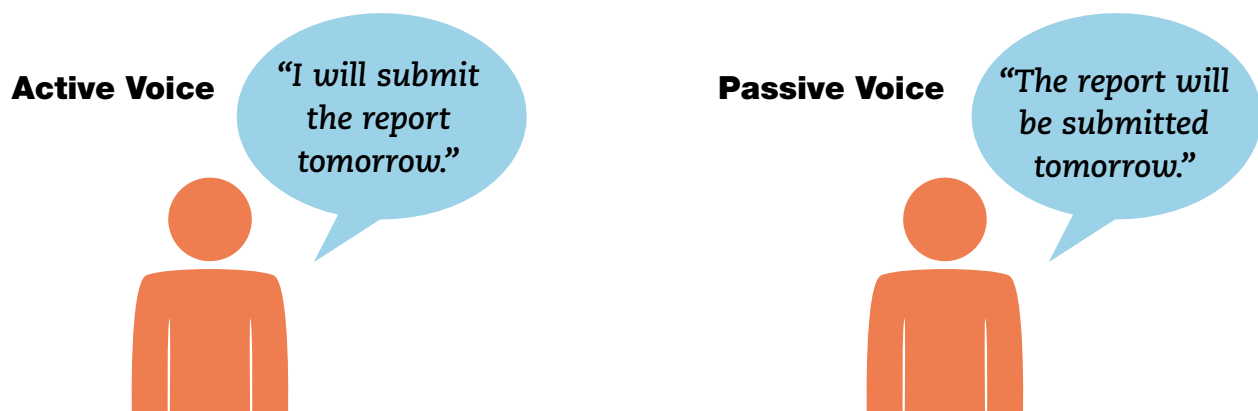 Active Voice
“I will submit
the report
tomorrow.”
Passive Voice
“The report will
be submitted
tomorrow.”